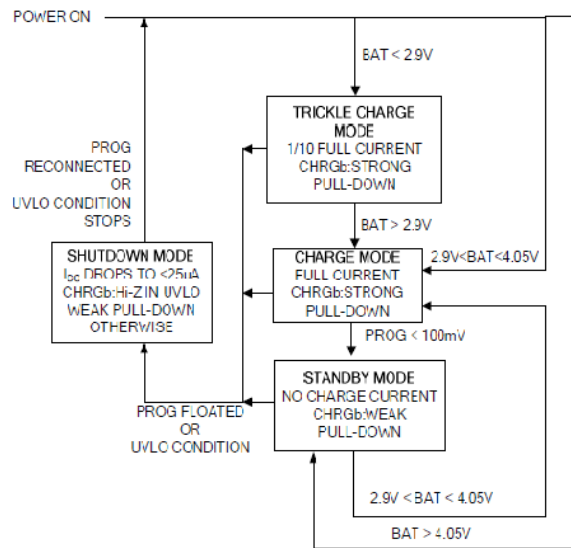 POWER ON
BAT < 2.9V
TRICKLE CHARGE
MODE
1/10 FULL CURRENT
CHRGb:STRONG
PULL-DOWN
PROG
RECONNECTED
OR
UVLO CONDITION
STOPS
BAT > 2.9V
SHUTDOWN MODE
IDC DROPS TO <25uA
CHRGb:Hi-Z IN UVLO
WEAK PULL-DOWN
OTHERWISE
CHARGE MODE
FULL CURRENT
CHRGb:STRONG
PULL-DOWN
2.9V<BAT<4.05V
PROG < 100mV
STANDBY MODE
NO CHARGE CURRENT
CHRGb:WEAK
PULL-DOWN
PROG FLOATED
OR
UVLO CONDITION
2.9V < BAT < 4.05V
BAT > 4.05V